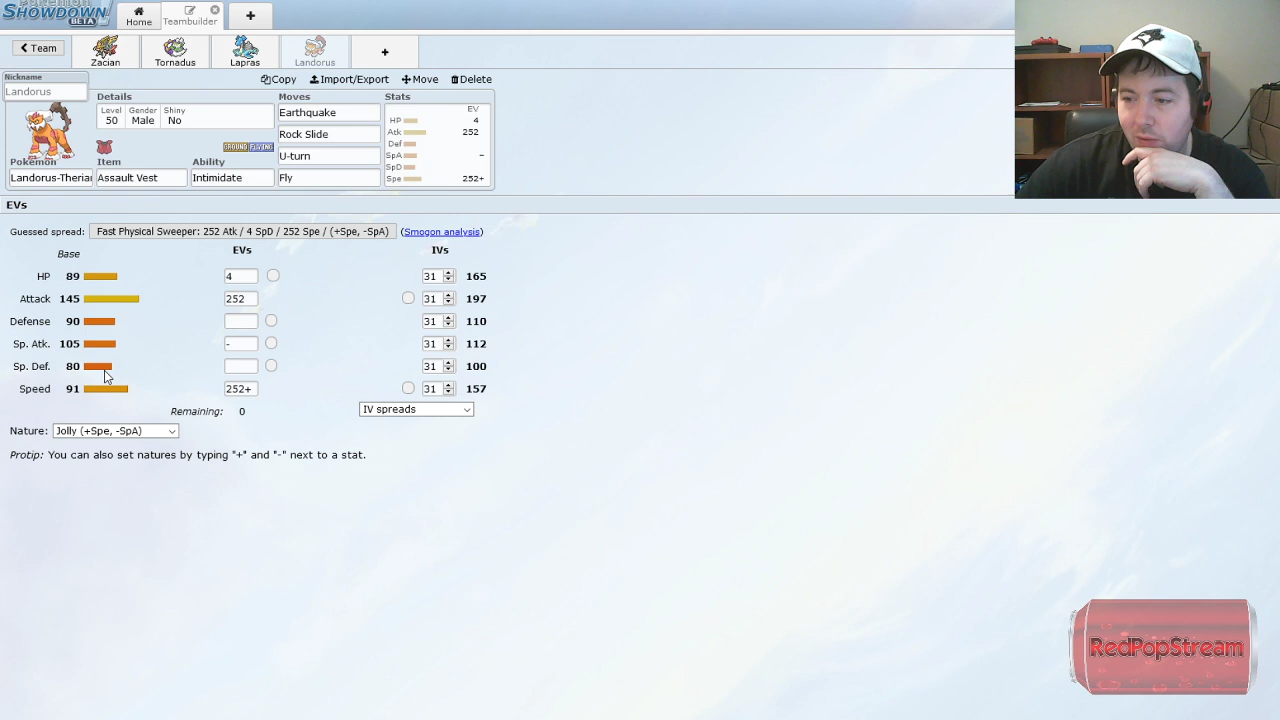 POKÉMON
SHOWDOWN
BETA
Home
Teambuilder
+
Team
Zacian
Tornadus
Lapras
Landorus
+
Copy
Import/Export
Move
Delete
Nickname
Landorus
Details
Level Gender Shiny
50 Male No
Moves
Earthquake
Rock Slide
U-turn
Fly
Stats
EV
HP 4
Atk 252
Def
SpA –
SpD
Spe 252+
GROUND FLYING
Pokémon Item Ability
Landorus-Theria Assault Vest Intimidate
EVs
Guessed spread: Fast Physical Sweeper: 252 Atk / 4 SpD / 252 Spe / (+Spe, -SpA) (Smogon analysis)
Base EVs IVs
HP 89 4 31 165
Attack 145 252 31 197
Defense 90 31 110
Sp. Atk. 105 - 31 112
Sp. Def. 80 31 100
Speed 91 252+ 31 157
Remaining: 0 IV spreads
Nature: Jolly (+Spe, -SpA)
Protip: You can also set natures by typing "+" and "-" next to a stat.
RedPopStream